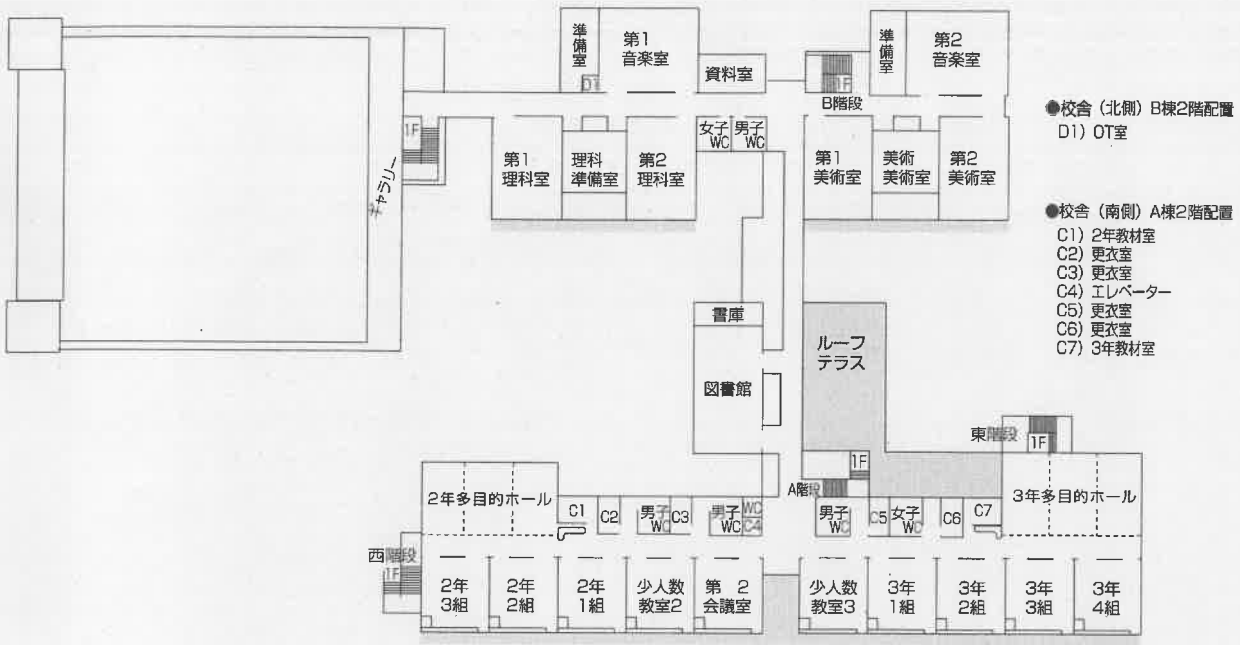 準備室
第1
音楽室
D1
資料室
1F
B階段
準備室
第2
音楽室
1F
ギャラリー
第1
理科室
理科
準備室
第2
理科室
女子
WC
男子
WC
第1
美術室
美術
美術室
第2
美術室
●校舎（北側）B棟2階配置
D1）OT室
●校舎（南側）A棟2階配置
C1）2年教材室
C2）更衣室
C3）更衣室
C4）エレベーター
C5）更衣室
C6）更衣室
C7）3年教材室
書庫
ルーフ
テラス
図書館
東階段
1F
1F
A階段
2年多目的ホール
C1
C2
男子
WC
C3
男子
WC
WC
C4
男子
WC
C5
女子
WC
C6
C7
3年多目的ホール
西階段
1F
2年
3組
2年
2組
2年
1組
少人数
教室2
第2
会議室
少人数
教室3
3年
1組
3年
2組
3年
3組
3年
4組